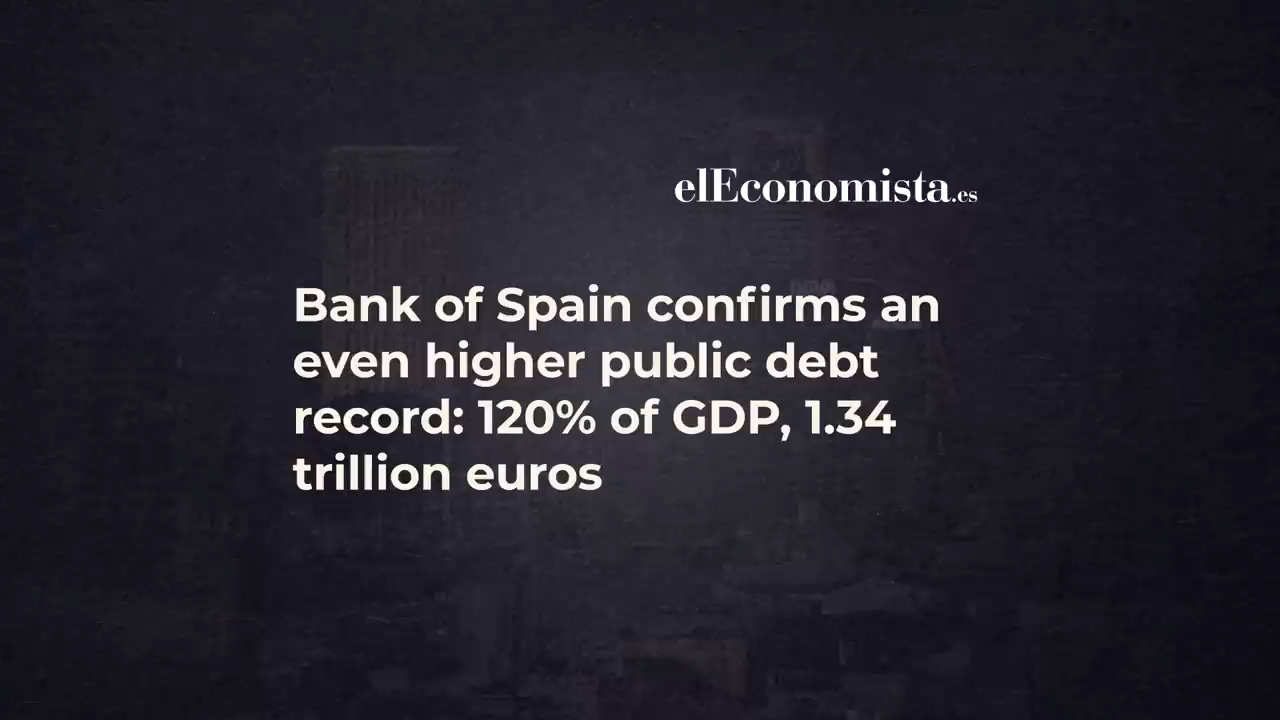 elEconomista.es
Bank of Spain confirms an
even higher public debt
record: 120% of GDP, 1.34
trillion euros